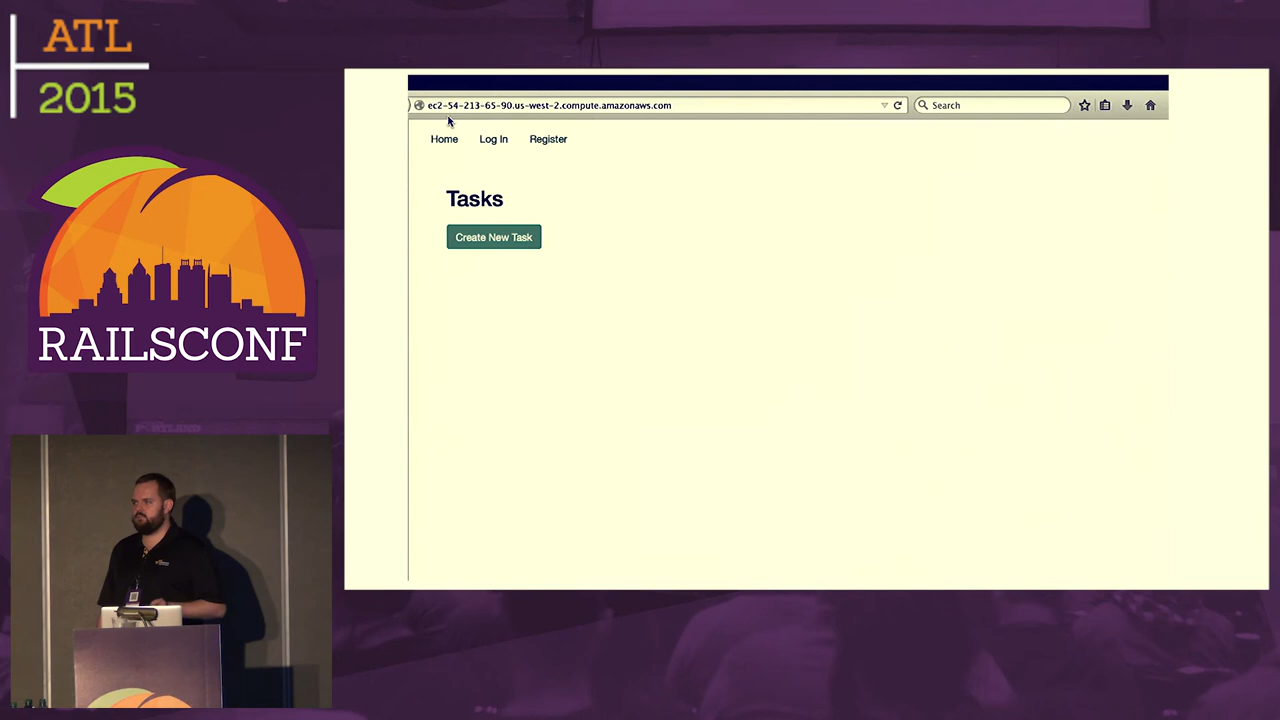 ATL
2015
RAILSCONF
PORTLAND
ec2-54-213-65-90.us-west-2.compute.amazonaws.com
Search
Home Log In Register
Tasks
Create New Task